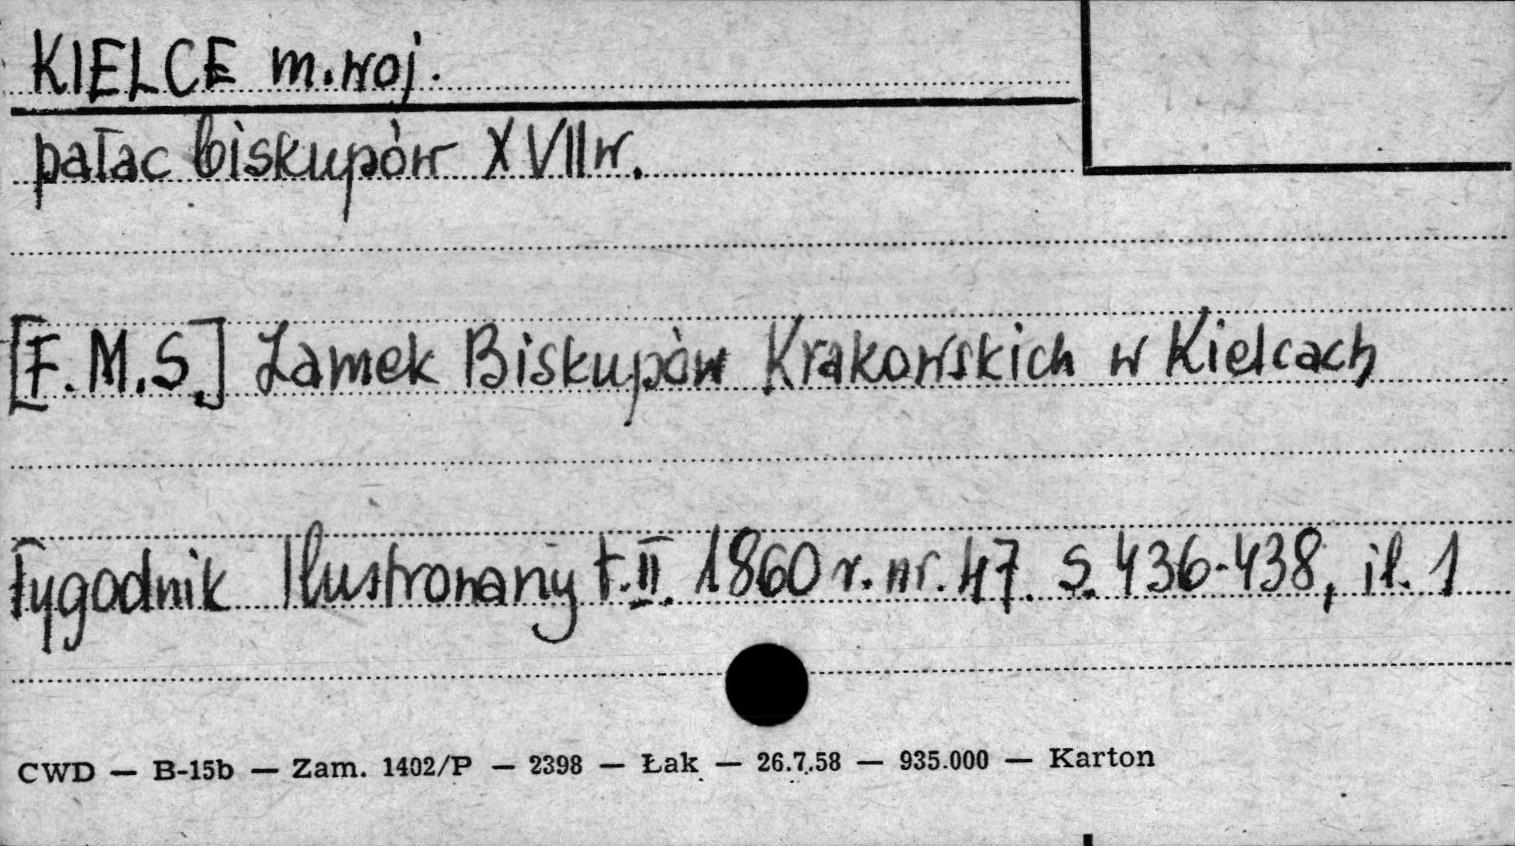 KIELCE m.woj.
pałac biskupów XVII w.
[F.M.S.] Zamek Biskupów Krakowskich w Kielcach
Tygodnik Ilustrowany t.II. 1860 r. nr. 47. S. 436-438, il. 1
CWD — B-15b — Zam. 1402/P — 2398 — Łak — 26.7.58 — 935.000 — Karton